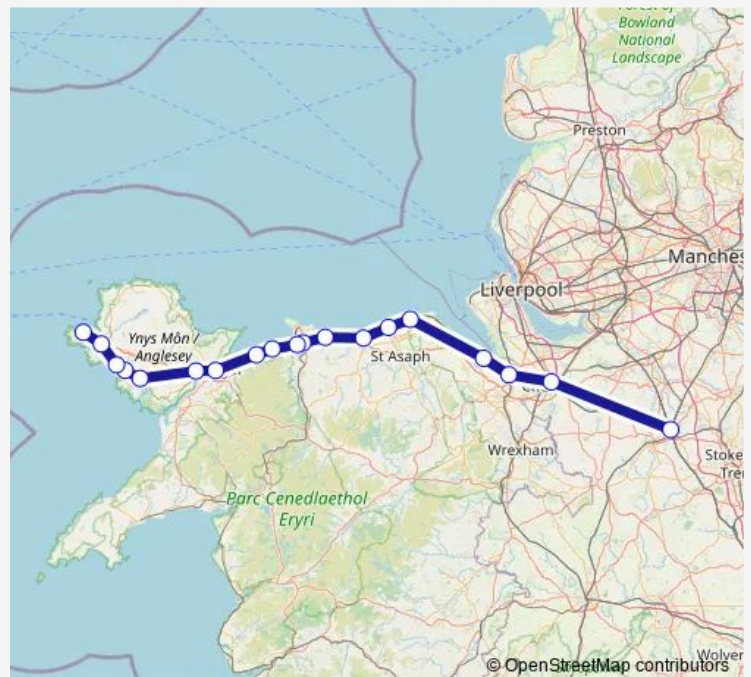 Forest of
Bowland
National
Landscape
Preston
Manches
Liverpool
Ynys Môn /
Anglesey
St Asaph
Wrexham
Stoke
Parc Cenedlaethol
Eryri
Wolver
© OpenStreetMap contributors